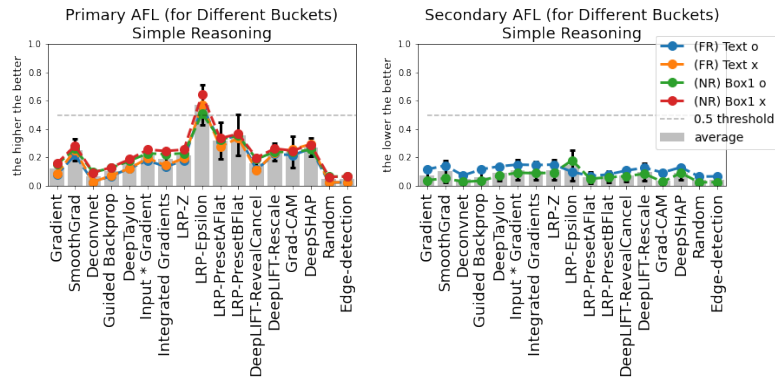 Primary AFL (for Different Buckets)
Simple Reasoning
the higher the better
1.0
0.8
0.6
0.4
0.2
0.0
Gradient
SmoothGrad
Deconvnet
Guided Backprop
DeepTaylor
Input * Gradient
Integrated Gradients
LRP-Z
LRP-Epsilon
LRP-PresetAFlat
LRP-PresetBFlat
DeepLIFT-RevealCancel
DeepLIFT-Rescale
Grad-CAM
DeepSHAP
Random
Edge-detection
Secondary AFL (for Different Buckets)
Simple Reasoning
the lower the better
1.0
0.8
0.6
0.4
0.2
0.0
Gradient
SmoothGrad
Deconvnet
Guided Backprop
DeepTaylor
Input * Gradient
Integrated Gradients
LRP-Z
LRP-Epsilon
LRP-PresetAFlat
LRP-PresetBFlat
DeepLIFT-RevealCancel
DeepLIFT-Rescale
Grad-CAM
DeepSHAP
Random
Edge-detection
(FR) Text o
(FR) Text x
(NR) Box1 o
(NR) Box1 x
0.5 threshold
average